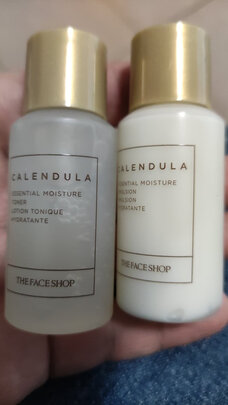 CALENDULA
ESSENTIAL MOISTURE
TONER
LOTION TONIQUE
HYDRATANTE
THE FACE SHOP
CALENDULA
ESSENTIAL MOISTURE
EMULSION
EMULSION
HYDRATANTE
THE FACE SHOP